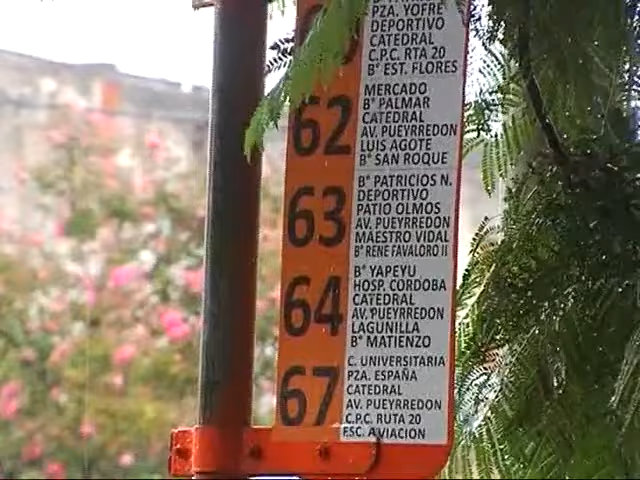 PZA. YOFRE
DEPORTIVO
CATEDRAL
C.P.C. RTA 20
B° EST. FLORES
62
MERCADO
B° PALMAR
CATEDRAL
AV. PUEYRREDON
LUIS AGOTE
B° SAN ROQUE
63
B° PATRICIOS N.
DEPORTIVO
PATIO OLMOS
AV. PUEYRREDON
MAESTRO VIDAL
B° RENE FAVALORO II
64
B° YAPEYU
HOSP. CORDOBA
CATEDRAL
AV. PUEYRREDON
LAGUNILLA
B° MATIENZO
67
C. UNIVERSITARIA
PZA. ESPAÑA
CATEDRAL
AV. PUEYRREDON
C.P.C. RUTA 20
ESC. AVIACION